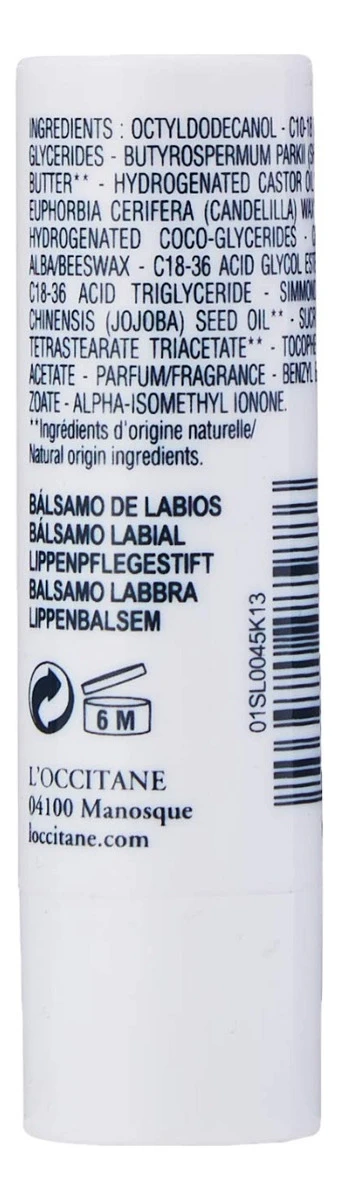 INGREDIENTS : OCTYLDODECANOL - C10-18
GLYCERIDES - BUTYROSPERMUM PARKII
BUTTER** - HYDROGENATED CASTOR OIL
EUPHORBIA CERIFERA (CANDELILLA) WAX
HYDROGENATED COCO-GLYCERIDES -
ALBA/BEESWAX - C18-36 ACID GLYCOL
C18-36 ACID TRIGLYCERIDE -
CHINENSIS (JOJOBA) SEED OIL** -
TETRASTEARATE TRIACETATE** -
ACETATE - PARFUM/FRAGRANCE - BENZYL
ZOATE - ALPHA-ISOMETHYL IONONE.
**Ingrédients d'origine naturelle/
Natural origin ingredients.
BÁLSAMO DE LABIOS
BÁLSAMO LABIAL
LIPPENPFLEGESTIFT
BALSAMO LABBRA
LIPPENBALSEM
01SL0045K13
6 M
L'OCCITANE
04100 Manosque
loccitane.com